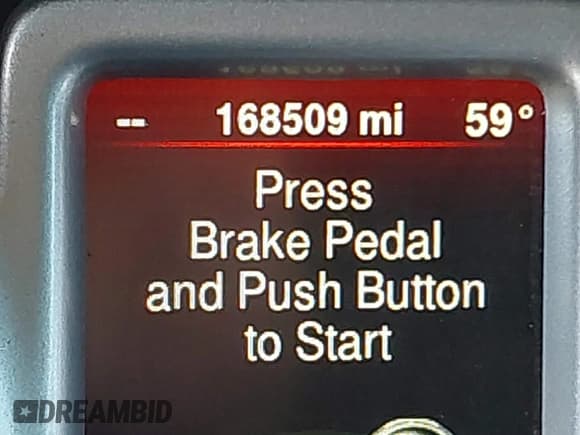 -- 168509 mi 59°
Press
Brake Pedal
and Push Button
to Start
DREAMBID